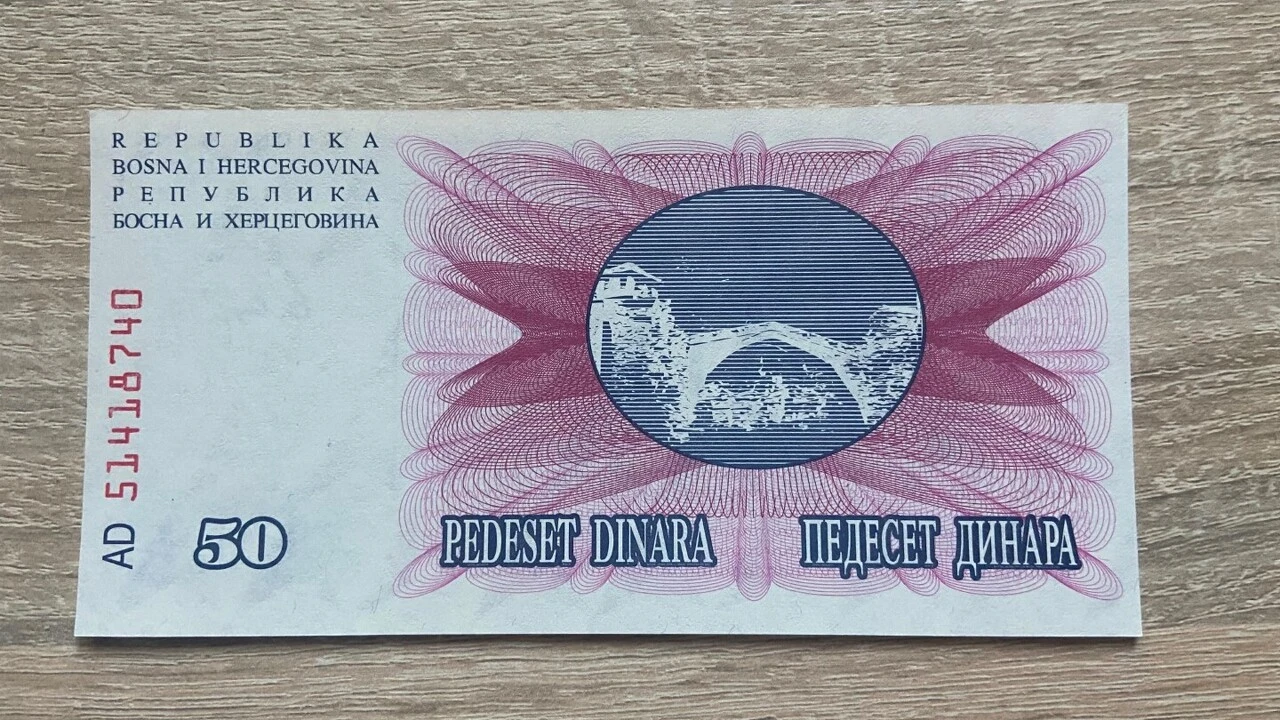 REPUBLIKA
BOSNA I HERCEGOVINA
РЕПУБЛИКА
БОСНА И ХЕРЦЕГОВИНА
AD 51418740
50
PEDESET DINARA
ПЕДЕСЕТ ДИНАРА